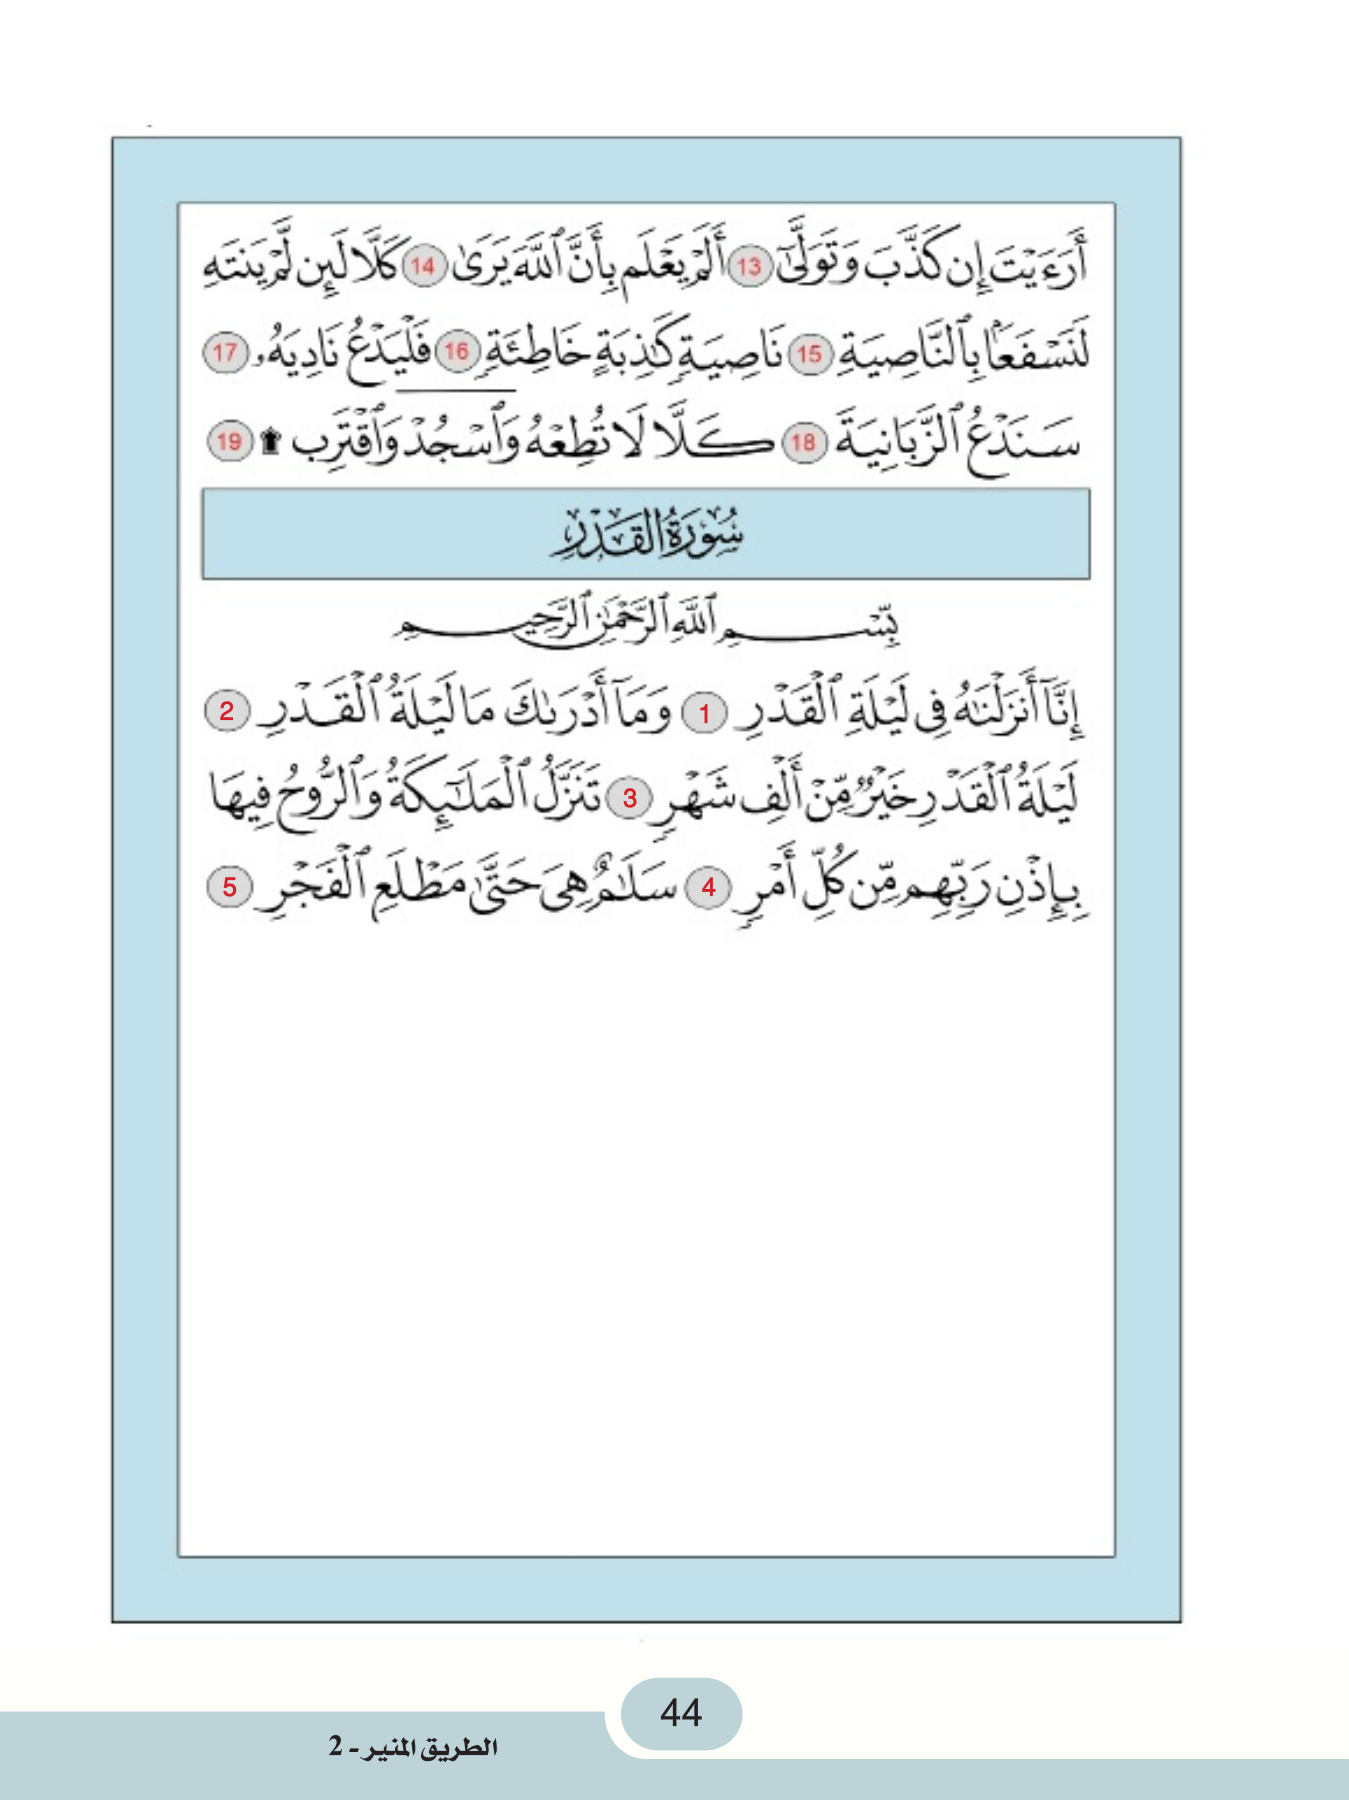 أَرَءَيْتَ إِن كَذَّبَ وَتَوَلَّىٰٓ 13 أَلَمْ يَعْلَم بِأَنَّ ٱللَّهَ يَرَىٰ 14 كَلَّا لَئِن لَّمْ يَنتَهِ
لَنَسْفَعًۢا بِٱلنَّاصِيَةِ 15 نَاصِيَةٍ كَٰذِبَةٍ خَاطِئَةٍ 16 فَلْيَدْعُ نَادِيَهُۥ 17
سَنَدْعُ ٱلزَّبَانِيَةَ 18 كَلَّا لَا تُطِعْهُ وَٱسْجُدْ وَٱقْتَرِب ۩ 19
سُورَةُ القَدْرِ
بِسْمِ ٱللَّهِ ٱلرَّحْمَٰنِ ٱلرَّحِيمِ
إِنَّآ أَنزَلْنَٰهُ فِى لَيْلَةِ ٱلْقَدْرِ 1 وَمَآ أَدْرَىٰكَ مَا لَيْلَةُ ٱلْقَدْرِ 2
لَيْلَةُ ٱلْقَدْرِ خَيْرٌ مِّنْ أَلْفِ شَهْرٍ 3 تَنَزَّلُ ٱلْمَلَٰٓئِكَةُ وَٱلرُّوحُ فِيهَا
بِإِذْنِ رَبِّهِم مِّن كُلِّ أَمْرٍ 4 سَلَٰمٌ هِىَ حَتَّىٰ مَطْلَعِ ٱلْفَجْرِ 5
44
الطريق المنير - 2